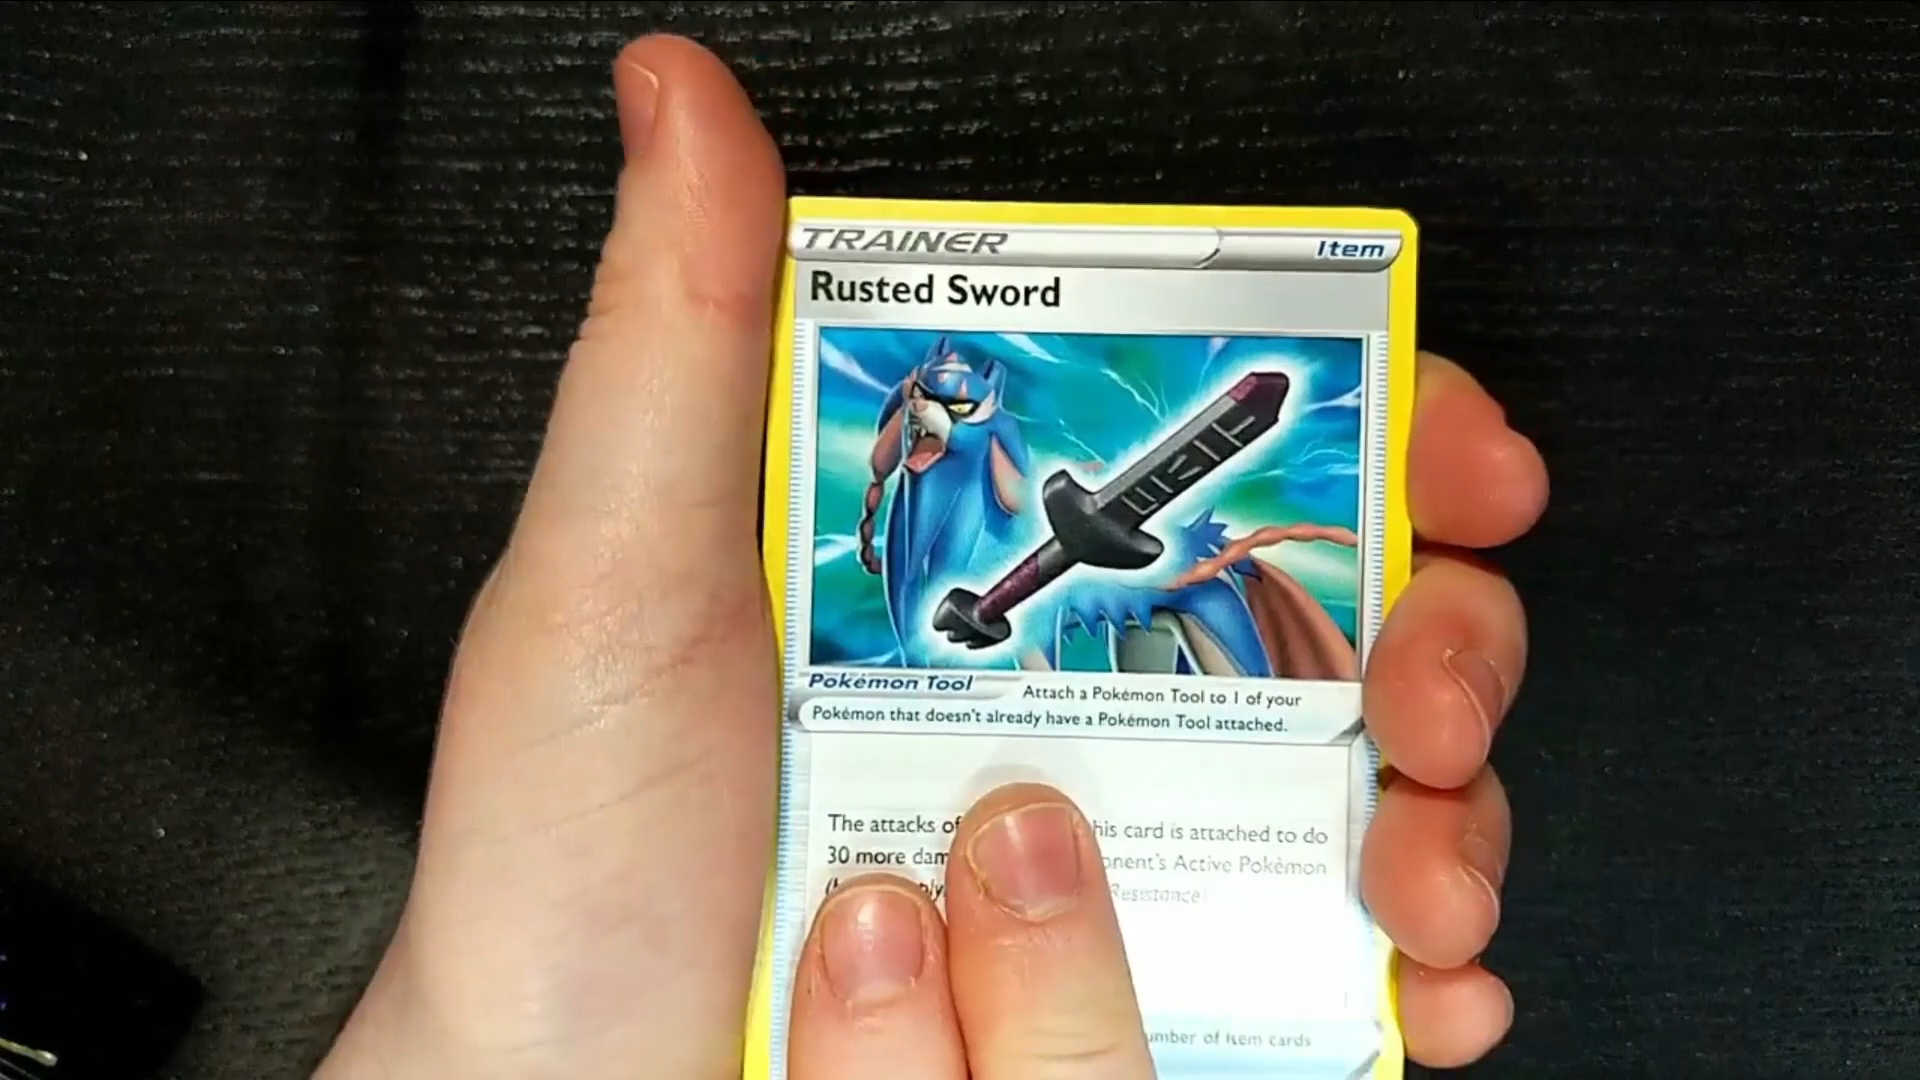 TRAINER Item
Rusted Sword
Pokémon Tool Attach a Pokémon Tool to 1 of your
Pokémon that doesn't already have a Pokémon Tool attached.
The attacks of his card is attached to do
30 more dam onent's Active Pokémon
Resistance)
umber of Item cards